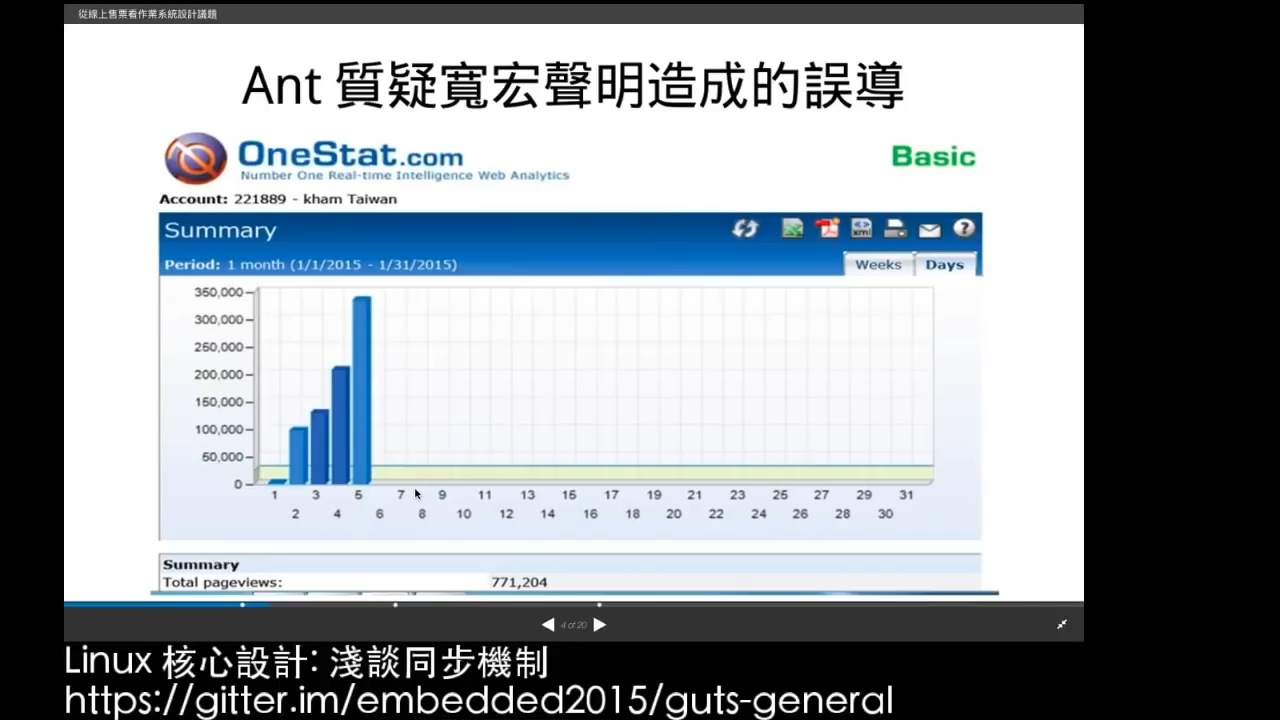 從線上售票看作業系統設計議題
Ant 質疑寬宏聲明造成的誤導
OneStat.com
Number One Real-time Intelligence Web Analytics
Basic
Account: 221889 - kham Taiwan
Summary
xml
?
Period: 1 month (1/1/2015 - 1/31/2015)
Weeks
Days
350,000
300,000
250,000
200,000
150,000
100,000
50,000
0
1 3 5 7 9 11 13 15 17 19 21 23 25 27 29 31
2 4 6 8 10 12 14 16 18 20 22 24 26 28 30
Summary
Total pageviews: 771,204
4 of 20
Linux 核心設計: 淺談同步機制
https://gitter.im/embedded2015/guts-general